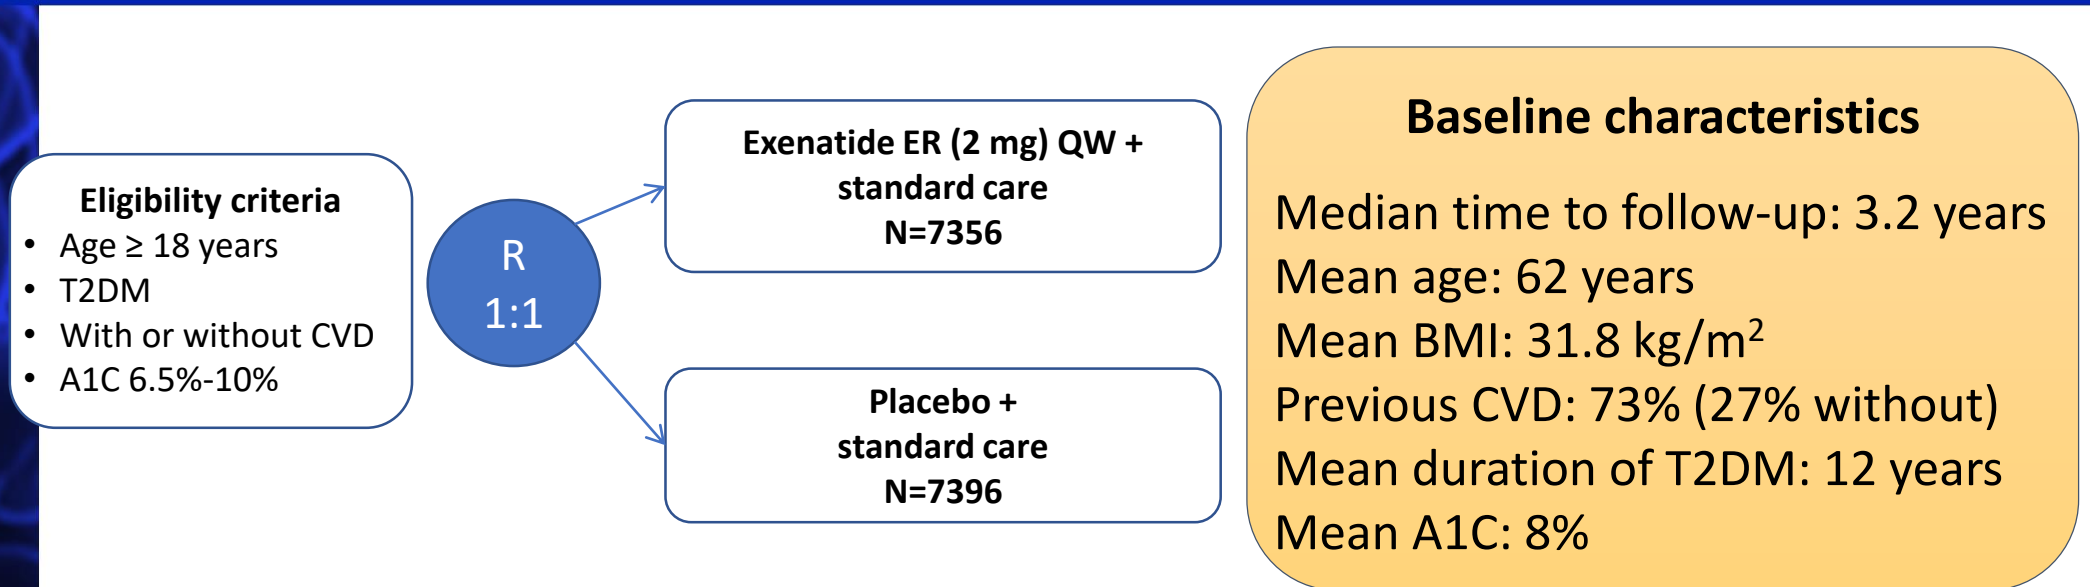 Eligibility criteria
• Age ≥ 18 years
• T2DM
• With or without CVD
• A1C 6.5%-10%
R
1:1
Exenatide ER (2 mg) QW +
standard care
N=7356
Placebo +
standard care
N=7396
Baseline characteristics
Median time to follow-up: 3.2 years
Mean age: 62 years
Mean BMI: 31.8 kg/m²
Previous CVD: 73% (27% without)
Mean duration of T2DM: 12 years
Mean A1C: 8%